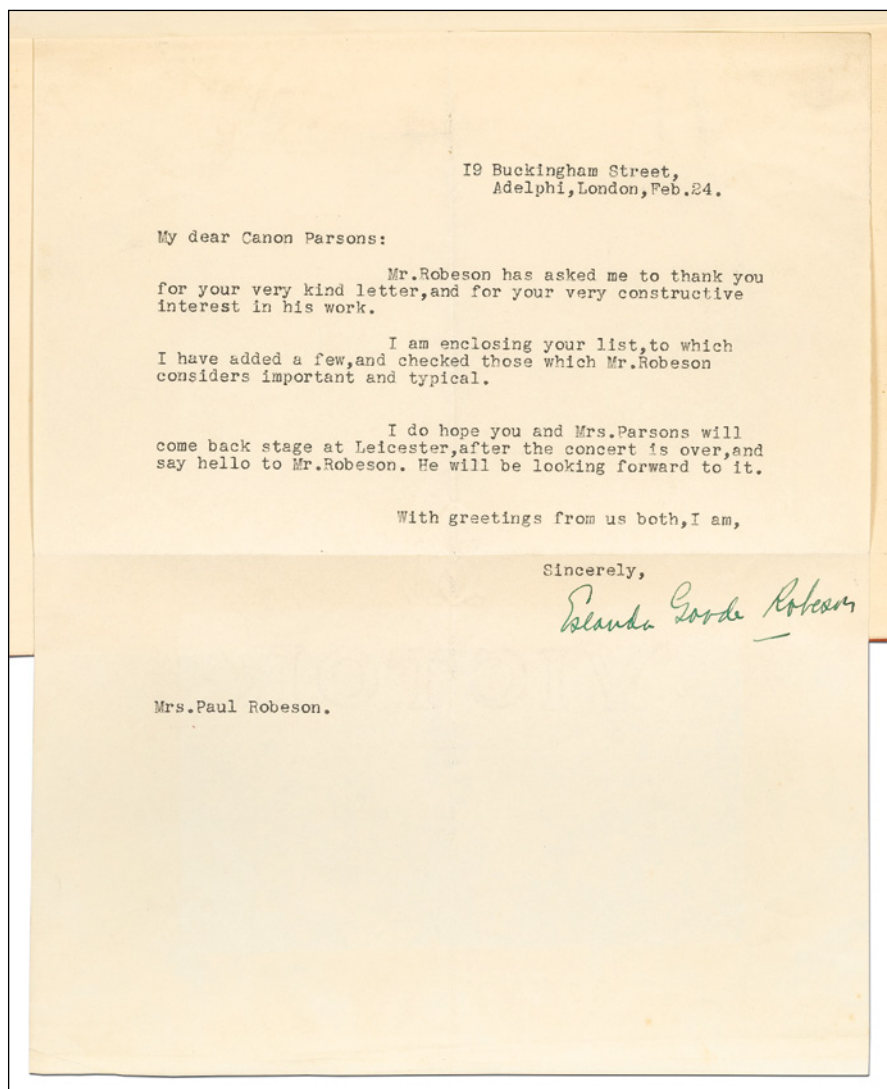 I9 Buckingham Street,
Adelphi,London,Feb.24.
My dear Canon Parsons:
Mr.Robeson has asked me to thank you
for your very kind letter,and for your very constructive
interest in his work.
I am enclosing your list,to which
I have added a few,and checked those which Mr.Robeson
considers important and typical.
I do hope you and Mrs.Parsons will
come back stage at Leicester,after the concert is over,and
say hello to Mr.Robeson. He will be looking forward to it.
With greetings from us both,I am,
Sincerely,
Eslanda Goode Robeson
Mrs.Paul Robeson.